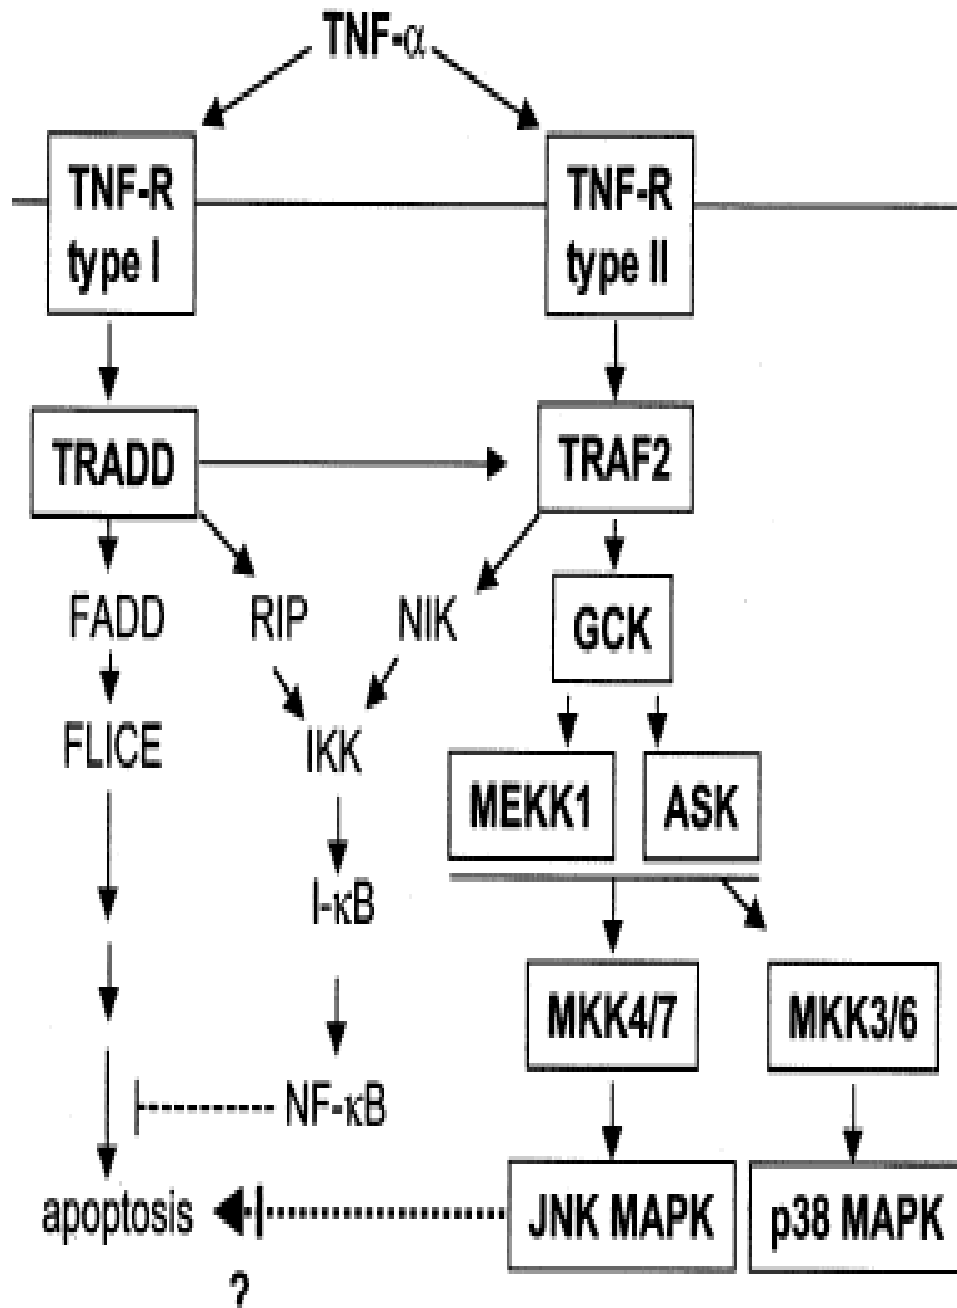 TNF-α
TNF-R
type I
TNF-R
type II
TRADD
TRAF2
FADD
RIP
NIK
GCK
FLICE
IKK
MEKK1
ASK
I-κB
MKK4/7
MKK3/6
NF-κB
apoptosis
JNK MAPK
p38 MAPK
?